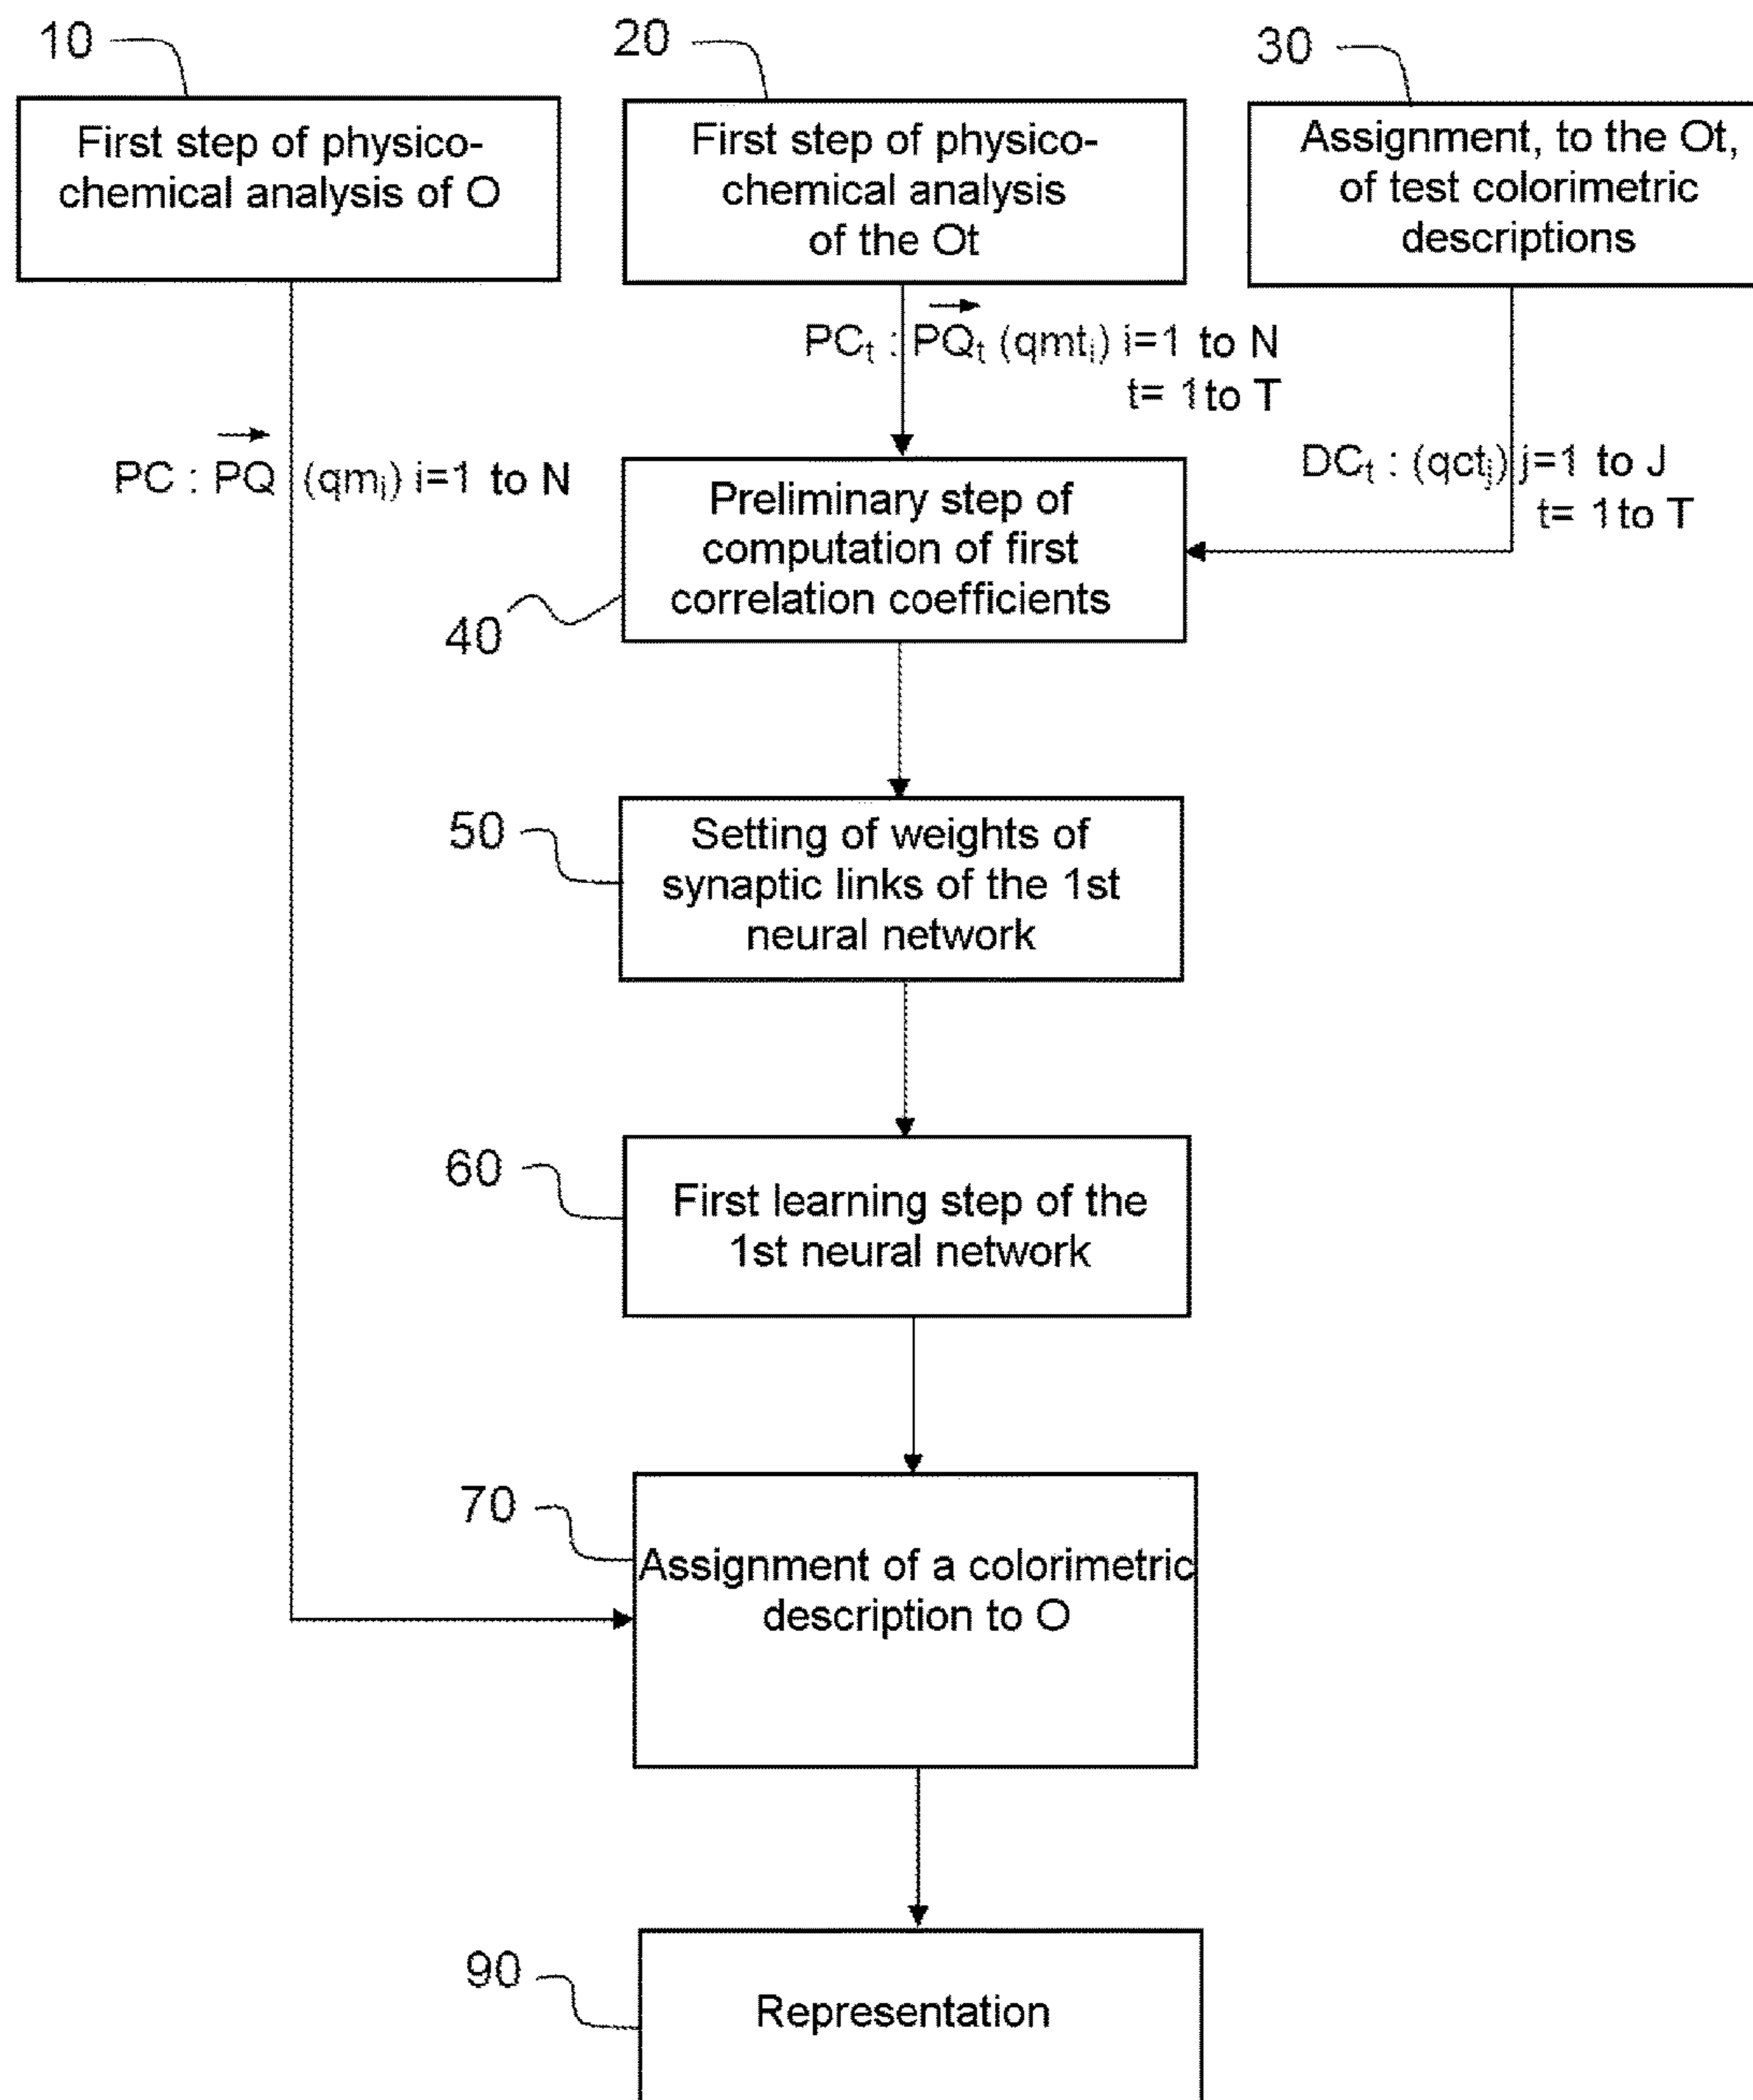 10
20
30
First step of physico-
chemical analysis of O
First step of physico-
chemical analysis
of the Ot
Assignment, to the Ot,
of test colorimetric
descriptions
PCₜ : PQₜ (qmtᵢ) i=1 to N
t= 1 to T
PC : PQ (qmᵢ) i=1 to N
DCₜ : (qctⱼ) j=1 to J
t= 1 to T
Preliminary step of
computation of first
correlation coefficients
40
50
Setting of weights of
synaptic links of the 1st
neural network
60
First learning step of the
1st neural network
70
Assignment of a colorimetric
description to O
90
Representation